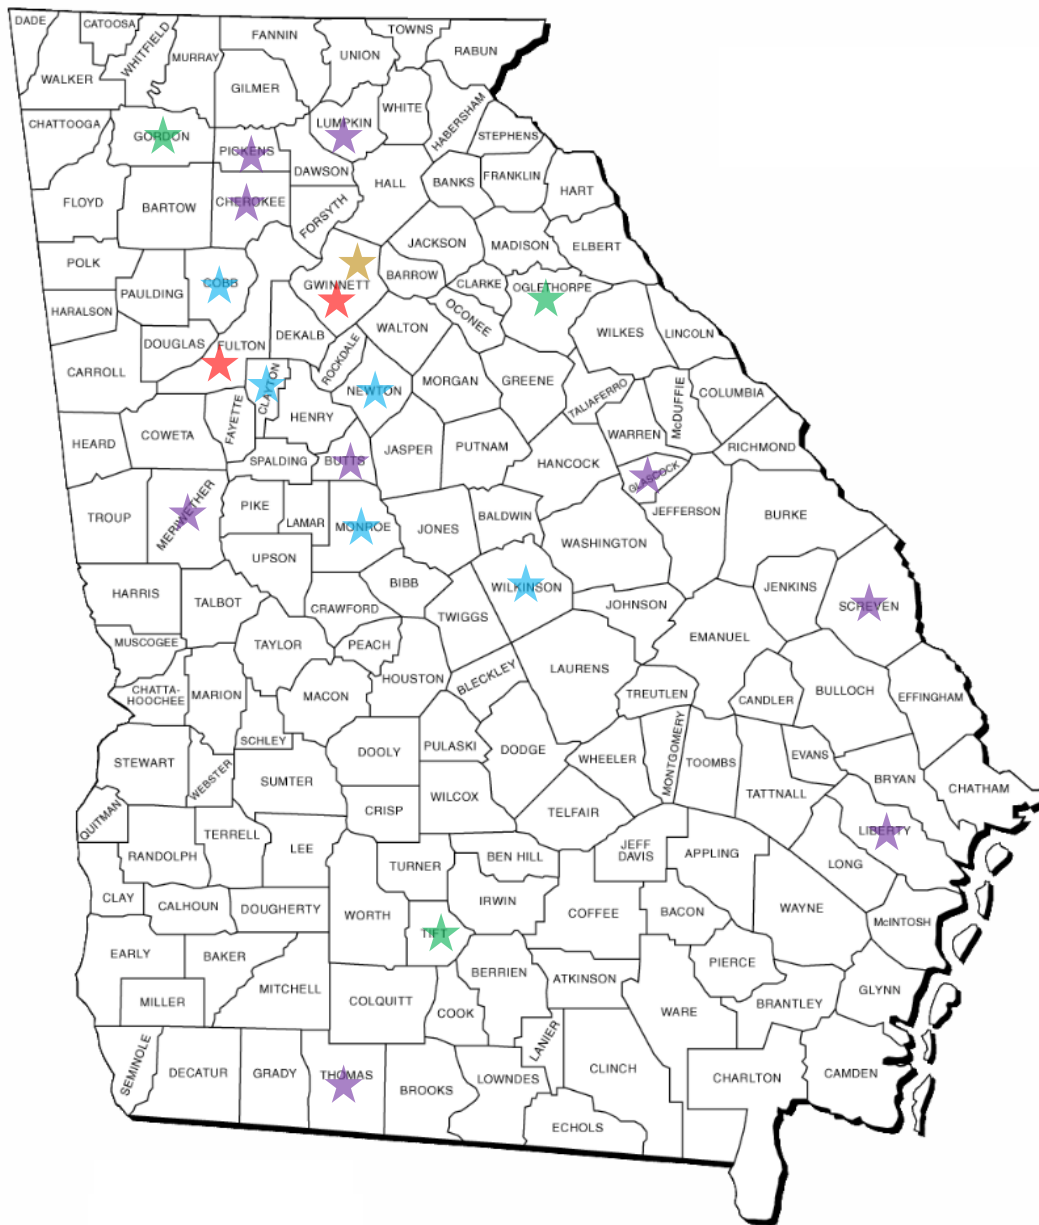 DADE
CATOOSA
WHITFIELD
MURRAY
FANNIN
UNION
TOWNS
RABUN
WALKER
GILMER
WHITE
HABERSHAM
STEPHENS
CHATTOOGA
GORDON
PICKENS
LUMPKIN
DAWSON
HALL
BANKS
FRANKLIN
HART
FLOYD
BARTOW
CHEROKEE
FORSYTH
JACKSON
MADISON
ELBERT
POLK
PAULDING
COBB
GWINNETT
BARROW
CLARKE
OGLETHORPE
HARALSON
DOUGLAS
FULTON
DEKALB
ROCKDALE
WALTON
OCONEE
WILKES
LINCOLN
CARROLL
CLAYTON
NEWTON
MORGAN
GREENE
TALIAFERRO
McDUFFIE
COLUMBIA
HEARD
COWETA
FAYETTE
HENRY
SPALDING
BUTTS
JASPER
PUTNAM
HANCOCK
WARREN
RICHMOND
GLASCOCK
TROUP
MERIWETHER
PIKE
LAMAR
MONROE
JONES
BALDWIN
WASHINGTON
JEFFERSON
BURKE
UPSON
HARRIS
TALBOT
CRAWFORD
BIBB
TWIGGS
WILKINSON
JOHNSON
JENKINS
SCREVEN
MUSCOGEE
TAYLOR
PEACH
HOUSTON
BLECKLEY
LAURENS
EMANUEL
CHATTA-
HOOCHEE
MARION
MACON
TREUTLEN
CANDLER
BULLOCH
EFFINGHAM
STEWART
WEBSTER
SCHLEY
SUMTER
DOOLY
PULASKI
DODGE
WHEELER
MONTGOMERY
TOOMBS
EVANS
TATTNALL
BRYAN
CHATHAM
QUITMAN
CRISP
WILCOX
TELFAIR
LIBERTY
RANDOLPH
TERRELL
LEE
TURNER
BEN HILL
JEFF
DAVIS
APPLING
LONG
CLAY
CALHOUN
DOUGHERTY
WORTH
TIFT
IRWIN
COFFEE
BACON
WAYNE
McINTOSH
EARLY
BAKER
MITCHELL
MILLER
COLQUITT
BERRIEN
COOK
ATKINSON
WARE
PIERCE
BRANTLEY
GLYNN
SEMINOLE
DECATUR
GRADY
THOMAS
BROOKS
LOWNDES
LANIER
CLINCH
ECHOLS
CHARLTON
CAMDEN